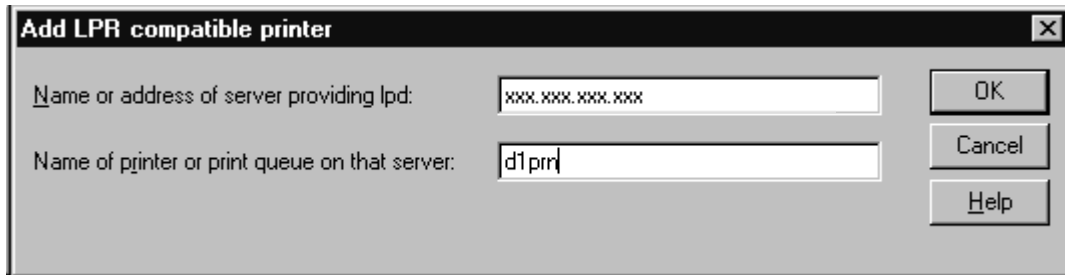 Add LPR compatible printer
Name or address of server providing lpd:
xxx.xxx.xxx.xxx
OK
Name of printer or print queue on that server:
d1prn
Cancel
Help